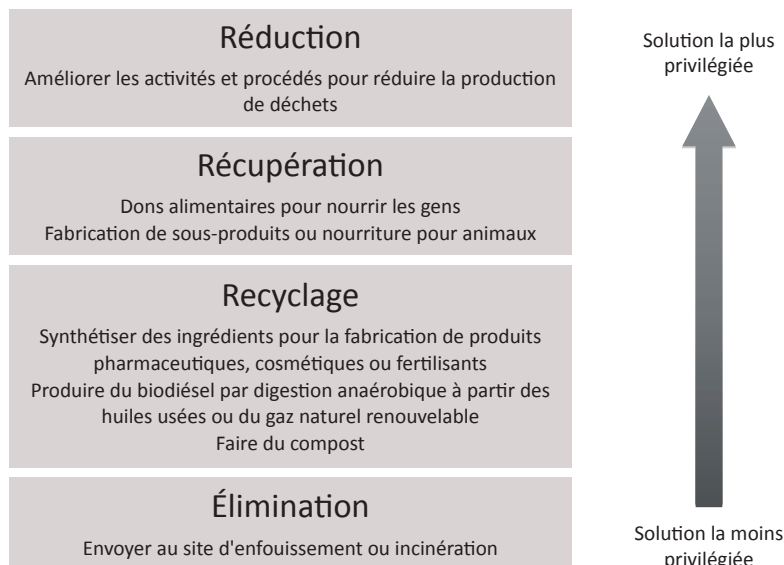 Réduction
Améliorer les activités et procédés pour réduire la production
de déchets
Solution la plus
privilégiée
Récupération
Dons alimentaires pour nourrir les gens
Fabrication de sous-produits ou nourriture pour animaux
Recyclage
Synthétiser des ingrédients pour la fabrication de produits
pharmaceutiques, cosmétiques ou fertilisants
Produire du biodiésel par digestion anaérobique à partir des
huiles usées ou du gaz naturel renouvelable
Faire du compost
Élimination
Envoyer au site d'enfouissement ou incinération
Solution la moins
privilégiée